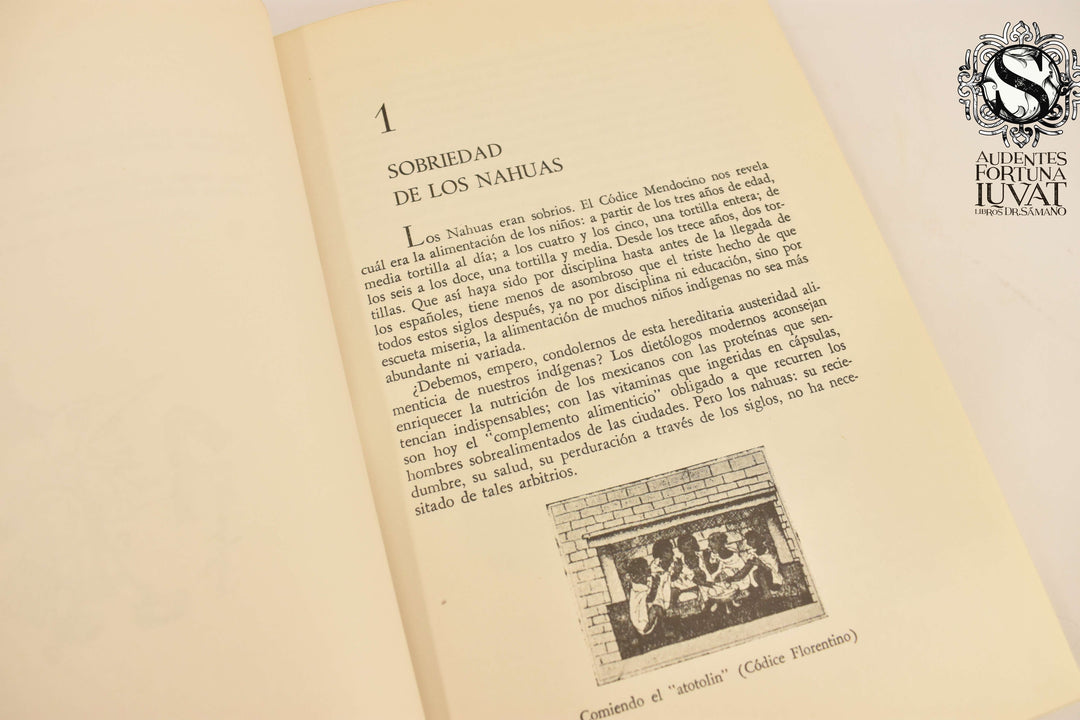 1
SOBRIEDAD
DE LOS NAHUAS
Los Nahuas eran sobrios. El Códice Mendocino nos revela
cuál era la alimentación de los niños: a partir de los tres años de edad,
media tortilla al día; a los cuatro y los cinco, una tortilla entera; de
los seis a los doce, una tortilla y media. Desde los trece años, dos tor-
tillas. Que así haya sido por disciplina hasta antes de la llegada de
los españoles, tiene menos de asombroso que el triste hecho de que
todos estos siglos después, ya no por disciplina ni educación, sino por
escueta miseria, la alimentación de muchos niños indígenas no sea más
abundante ni variada.
¿Debemos, empero, condolernos de esta hereditaria austeridad ali-
menticia de nuestros indígenas? Los dietólogos modernos aconsejan
enriquecer la nutrición de los mexicanos con las proteínas que sen-
tencian indispensables; con las vitaminas que ingeridas en cápsulas,
son hoy el "complemento alimenticio" obligado a que recurren los
hombres sobrealimentados de las ciudades. Pero los nahuas: su recie-
dumbre, su salud, su perduración a través de los siglos, no ha nece-
sitado de tales arbitrios.
Comiendo el "atotolin" (Códice Florentino)
S
AUDENTES
FORTUNA
IUVAT
LIBROS DR. SÁMANO